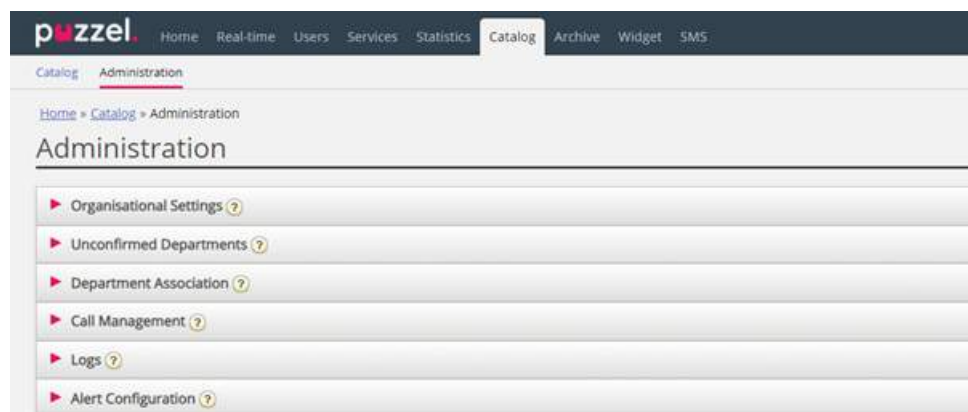 puzzel. Home Real-time Users Services Statistics Catalog Archive Widget SMS
Catalog Administration
Home » Catalog » Administration
Administration
Organisational Settings ?
Unconfirmed Departments ?
Department Association ?
Call Management ?
Logs ?
Alert Configuration ?